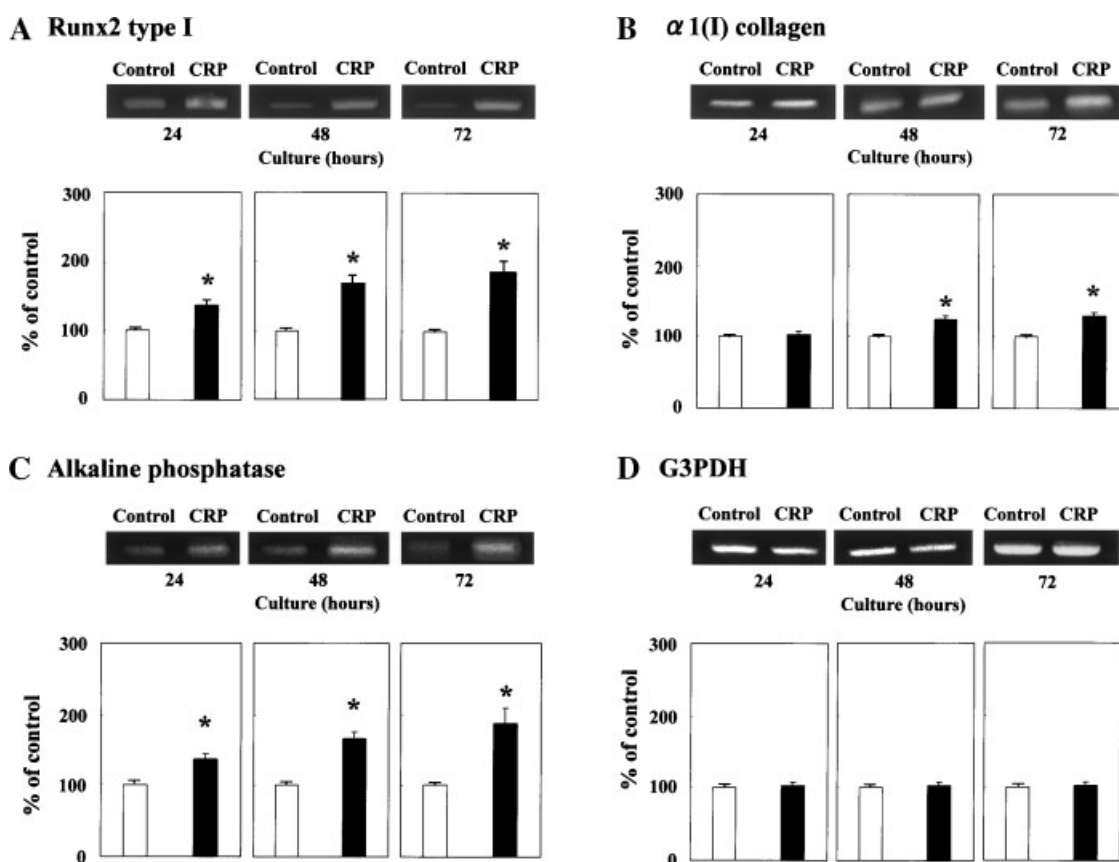 A Runx2 type I
Control CRP Control CRP Control CRP
24 48 72
Culture (hours)
% of control
300
200
100
0
* * *
B α1(I) collagen
Control CRP Control CRP Control CRP
24 48 72
Culture (hours)
% of control
300
200
100
0
* *
C Alkaline phosphatase
Control CRP Control CRP Control CRP
24 48 72
Culture (hours)
% of control
300
200
100
0
* * *
D G3PDH
Control CRP Control CRP Control CRP
24 48 72
Culture (hours)
% of control
300
200
100
0